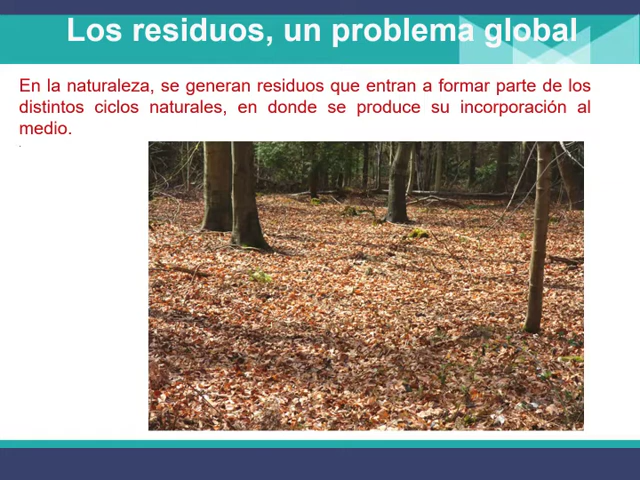 Los residuos, un problema global
En la naturaleza, se generan residuos que entran a formar parte de los
distintos ciclos naturales, en donde se produce su incorporación al
medio.